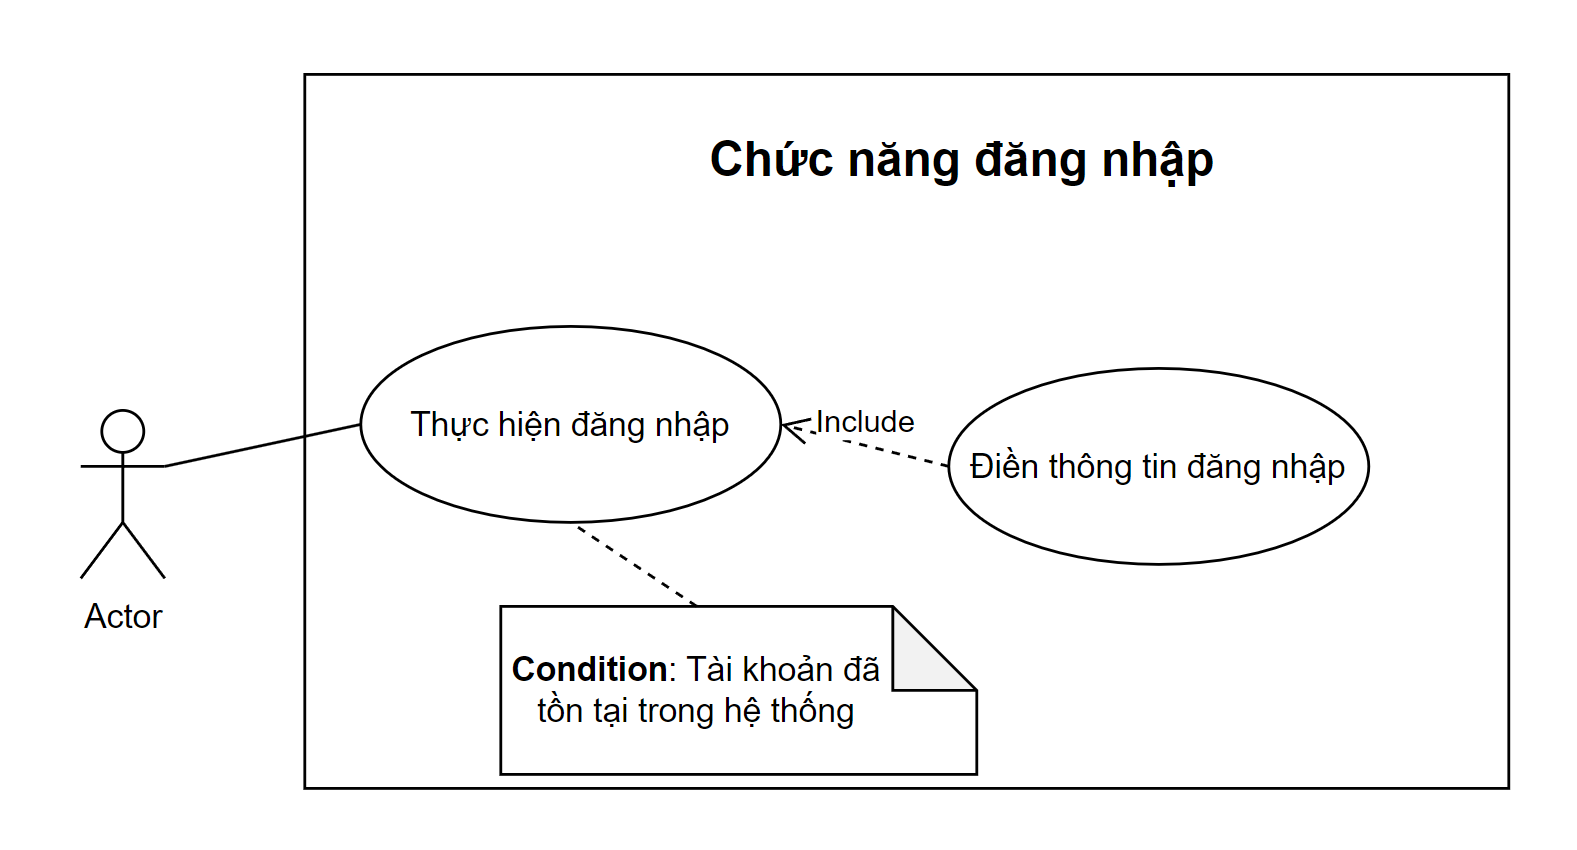 Chức năng đăng nhập
Thực hiện đăng nhập
Include
Điền thông tin đăng nhập
Actor
Condition: Tài khoản đã
tồn tại trong hệ thống